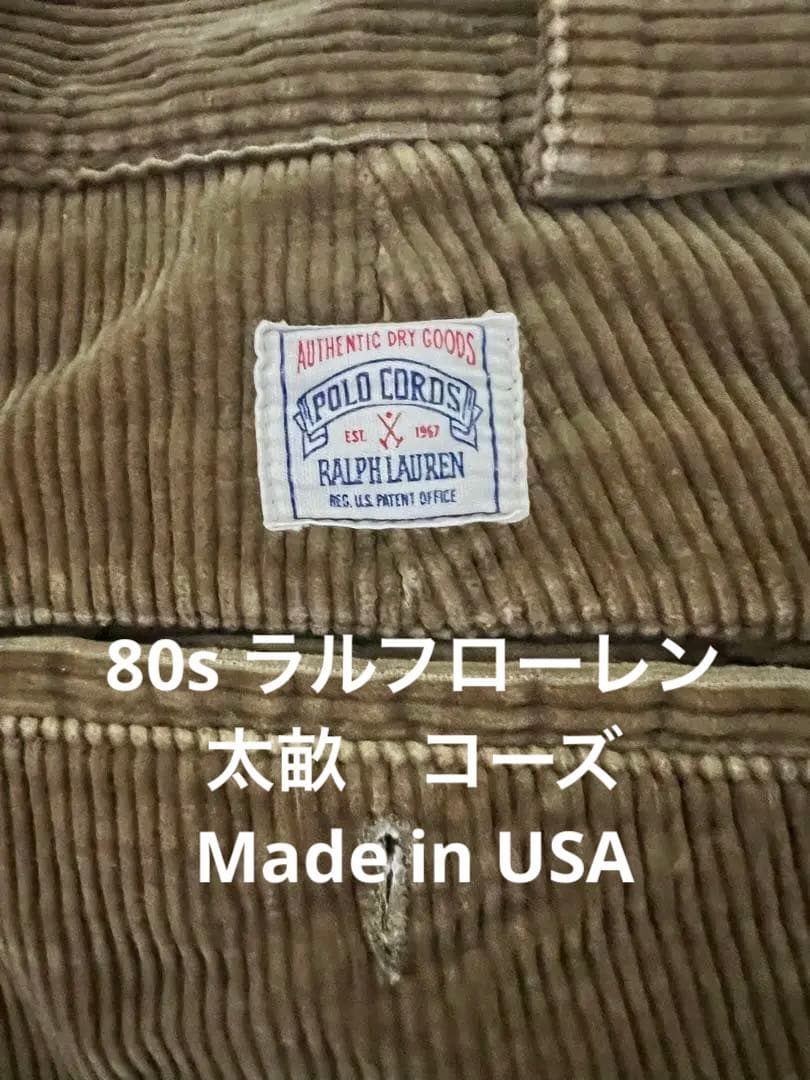 AUTHENTIC DRY GOODS
POLO CORDS
EST. 1967
RALPH LAUREN
REG. U.S. PATENT OFFICE
80s ラルフローレン
太畝　コーズ
Made in USA